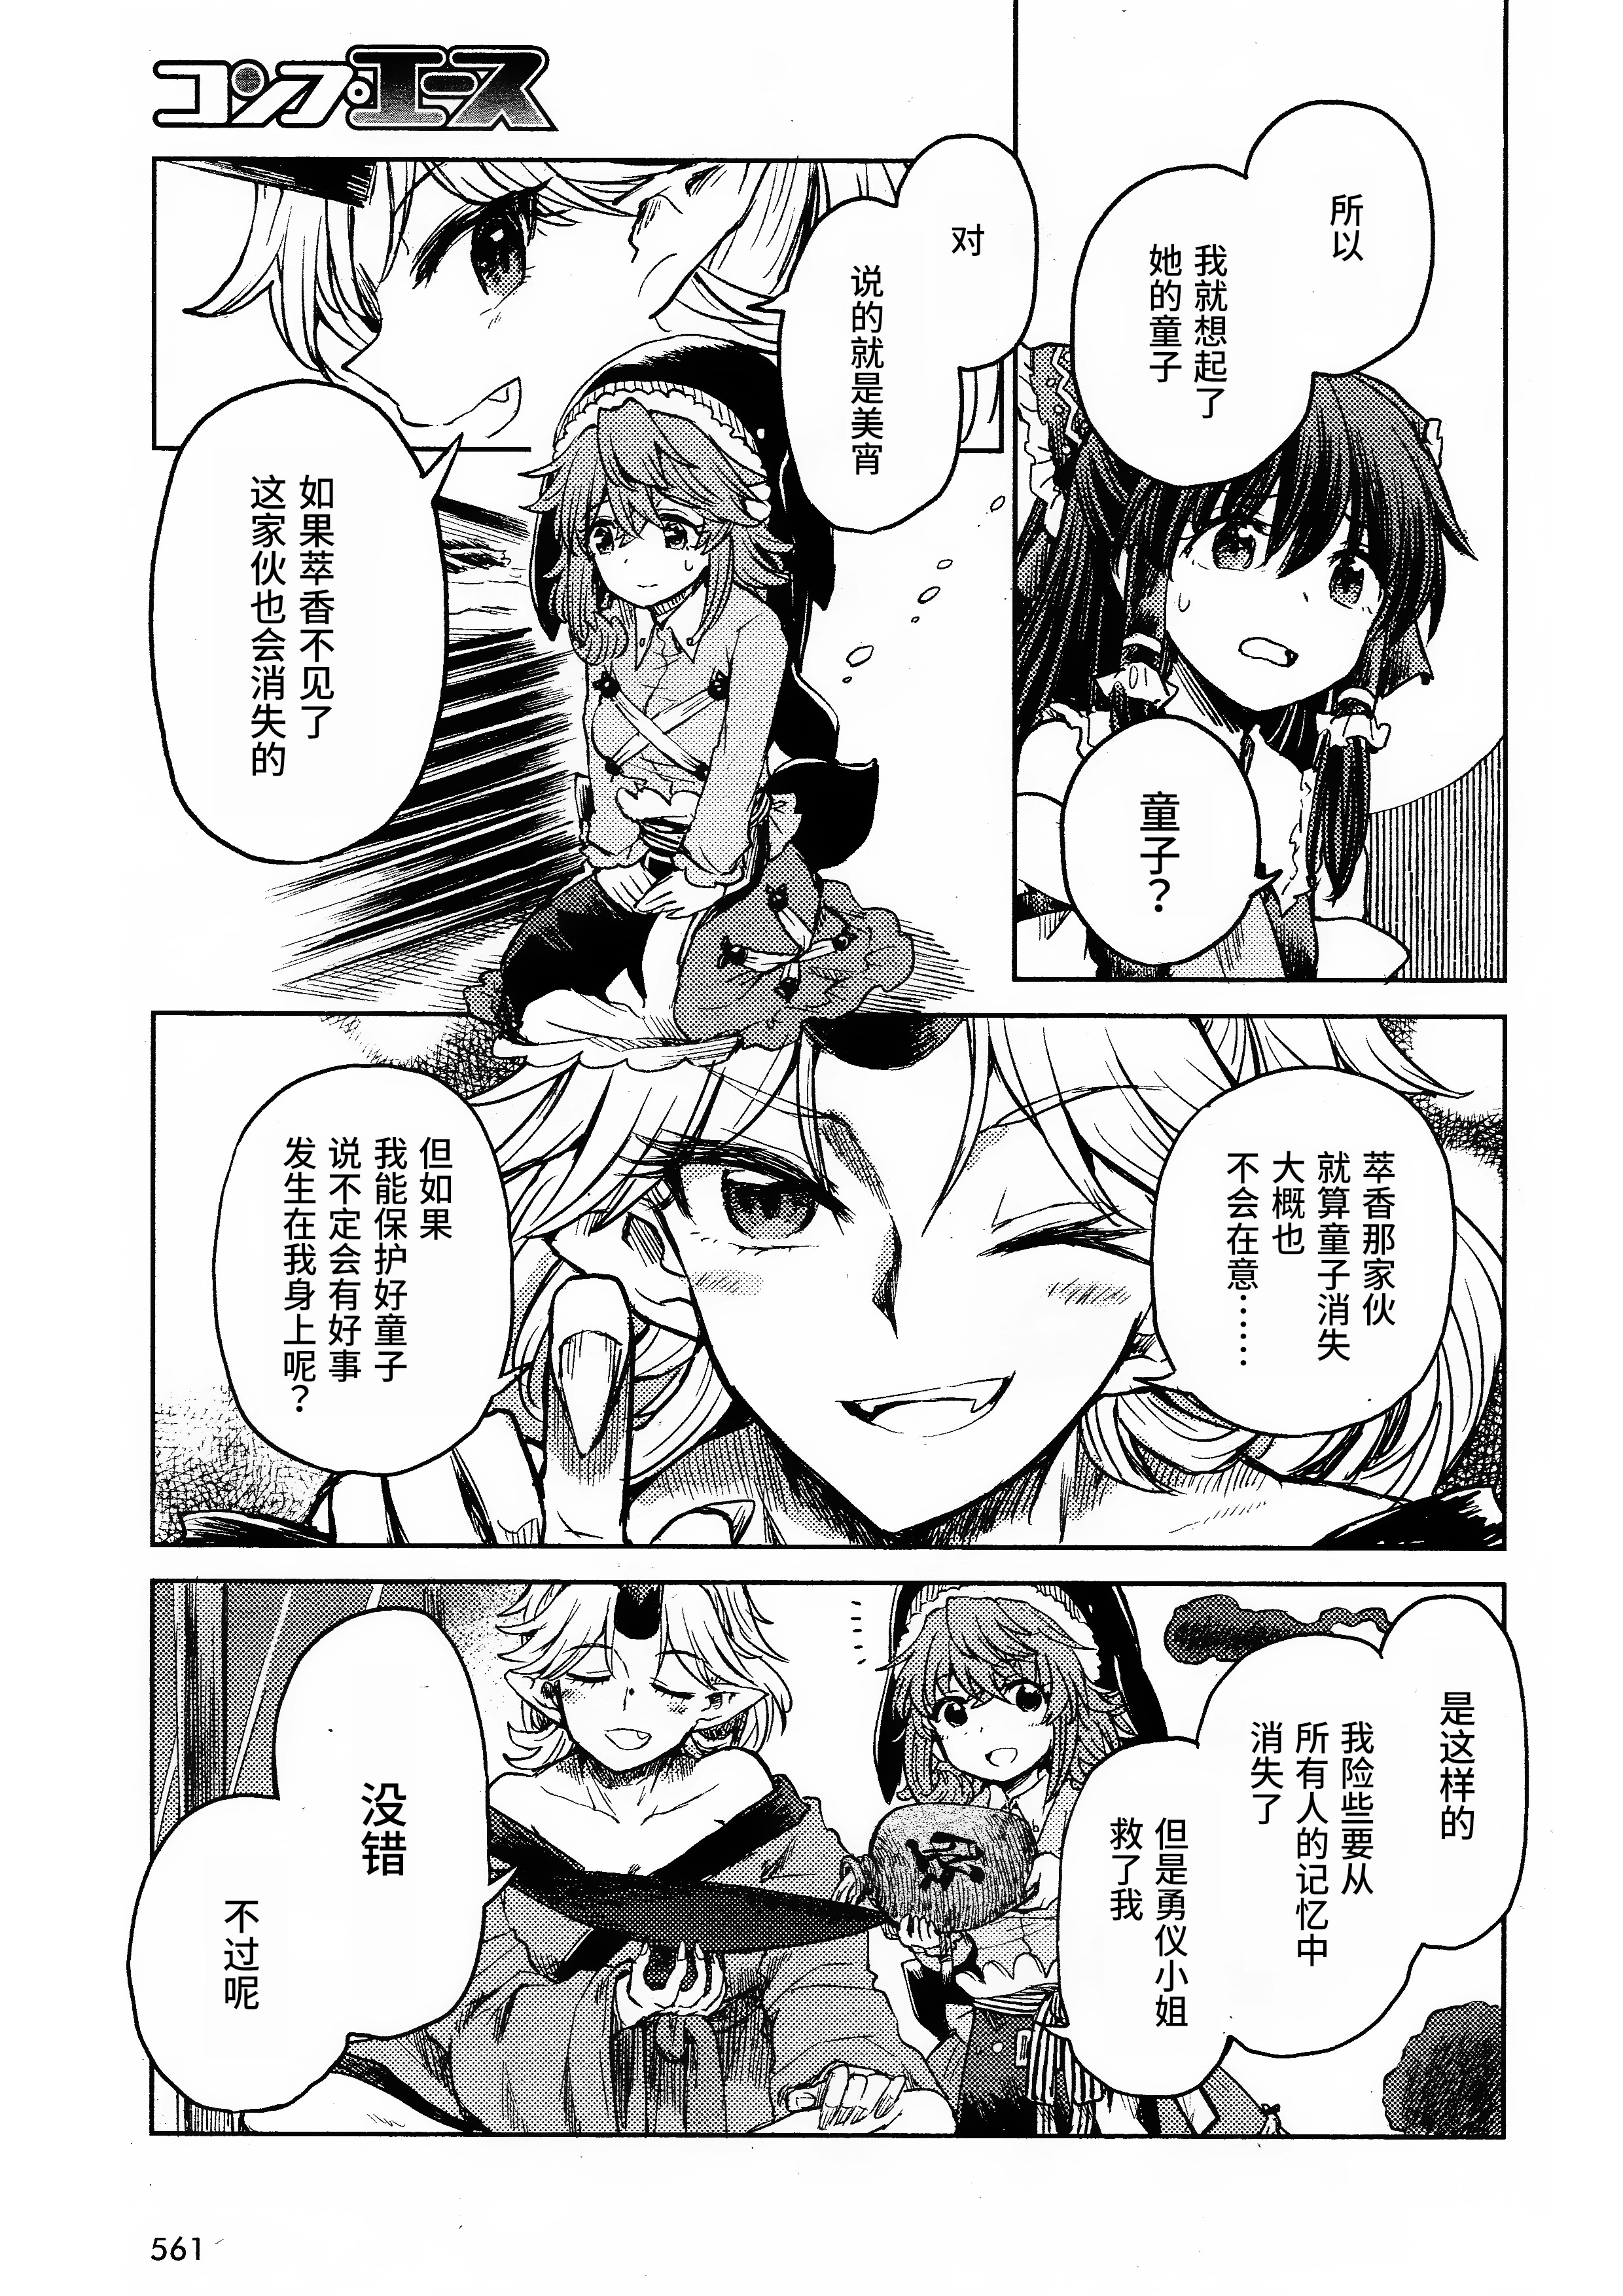 コンプエース
所以
我就想起了
她的童子
童子？
对
说的就是美宵
如果萃香不见了
这家伙也会消失的
萃香那家伙
就算童子消失
大概也
不会在意……
但如果
我能保护好童子
说不定会有好事
发生在我身上呢？
是这样的
我险些要从
所有人的记忆中
消失了
但是勇仪小姐
救了我
没错
不过呢
561